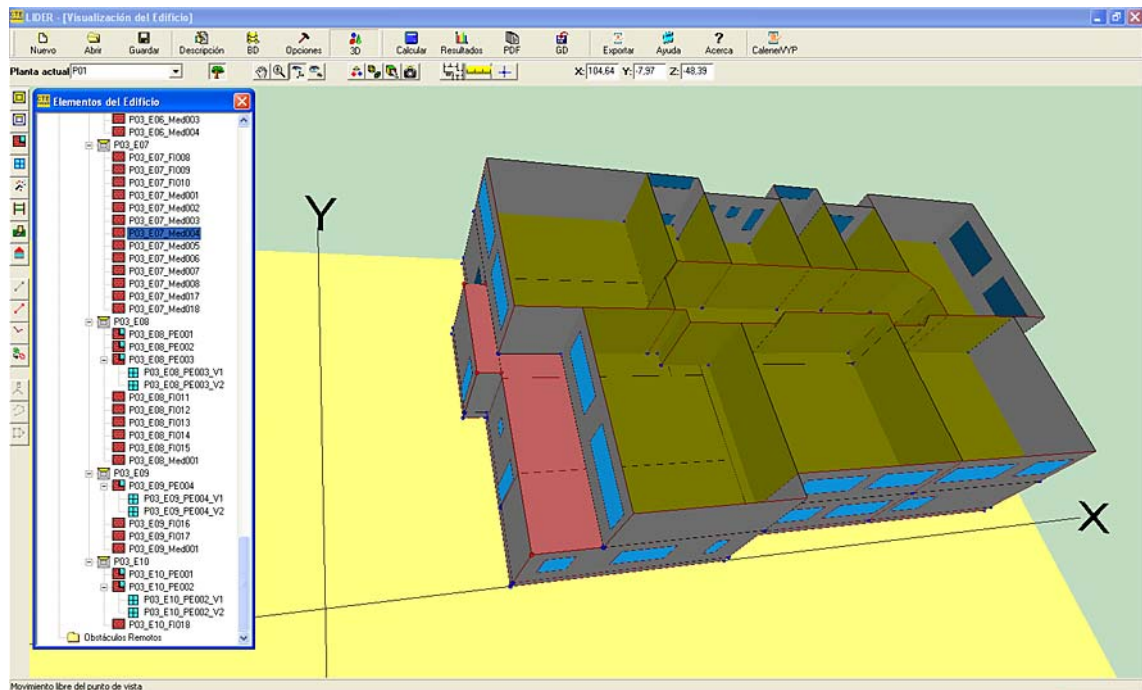 LIDER - [Visualización del Edificio]
Nuevo Abrir Guardar Descripción BD Opciones 3D Calcular Resultados PDF GD Exportar Ayuda Acerca CalenerVYP
Planta actual P01 X: 104,64 Y: -7,97 Z: -48,39
Elementos del Edificio
P03_E06_Med003
P03_E06_Med004
P03_E07
P03_E07_FI008
P03_E07_FI009
P03_E07_FI010
P03_E07_Med001
P03_E07_Med002
P03_E07_Med003
P03_E07_Med004
P03_E07_Med005
P03_E07_Med006
P03_E07_Med007
P03_E07_Med008
P03_E07_Med017
P03_E07_Med018
P03_E08
P03_E08_PE001
P03_E08_PE002
P03_E08_PE003
P03_E08_PE003_V1
P03_E08_PE003_V2
P03_E08_FI011
P03_E08_FI012
P03_E08_FI013
P03_E08_FI014
P03_E08_FI015
P03_E08_Med001
P03_E09
P03_E09_PE004
P03_E09_PE004_V1
P03_E09_PE004_V2
P03_E09_FI016
P03_E09_FI017
P03_E09_Med001
P03_E10
P03_E10_PE001
P03_E10_PE002
P03_E10_PE002_V1
P03_E10_PE002_V2
P03_E10_FI018
Obstáculos Remotos
Y
X
Movimiento libre del punto de vista